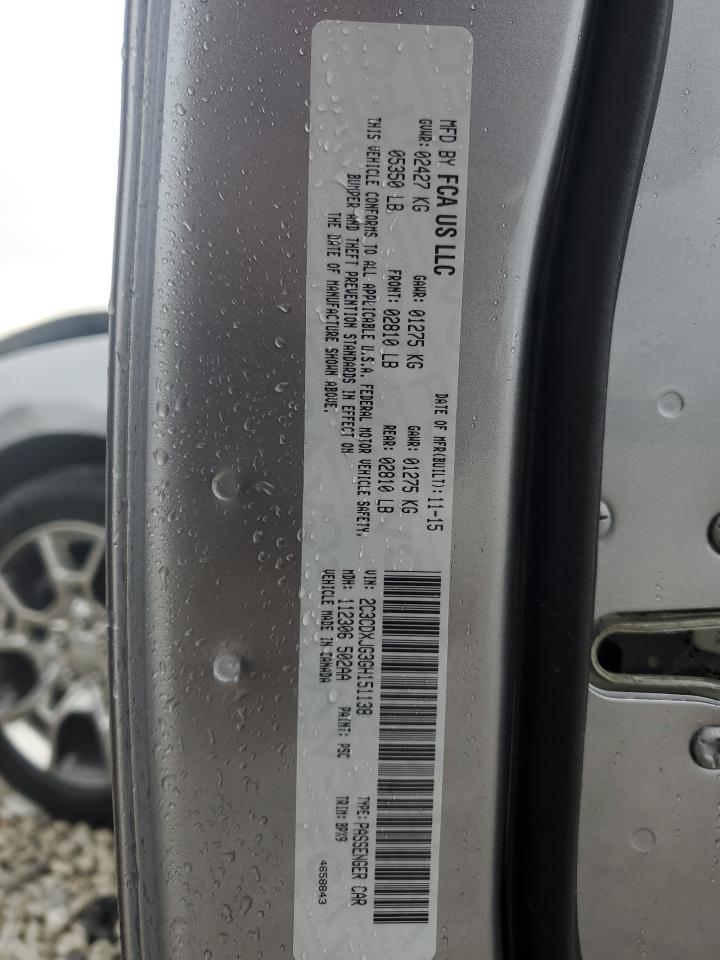 MFD BY FCA US LLC
DATE OF MFR(BUILT): 11-15
GVWR: 02427 KG
GAWR: 01275 KG
GAWR: 01275 KG
05350 LB
FRONT: 02810 LB
REAR: 02810 LB
THIS VEHICLE CONFORMS TO ALL APPLICABLE U.S.A. FEDERAL MOTOR VEHICLE SAFETY,
BUMPER AND THEFT PREVENTION STANDARDS IN EFFECT ON
THE DATE OF MANUFACTURE SHOWN ABOVE.
VIN: 2C3CDXJG3GH151138
TYPE: PASSENGER CAR
MDH: 112306 502AA
PAINT: PSC
TRIM: BPX9
VEHICLE MADE IN CANADA
4658843